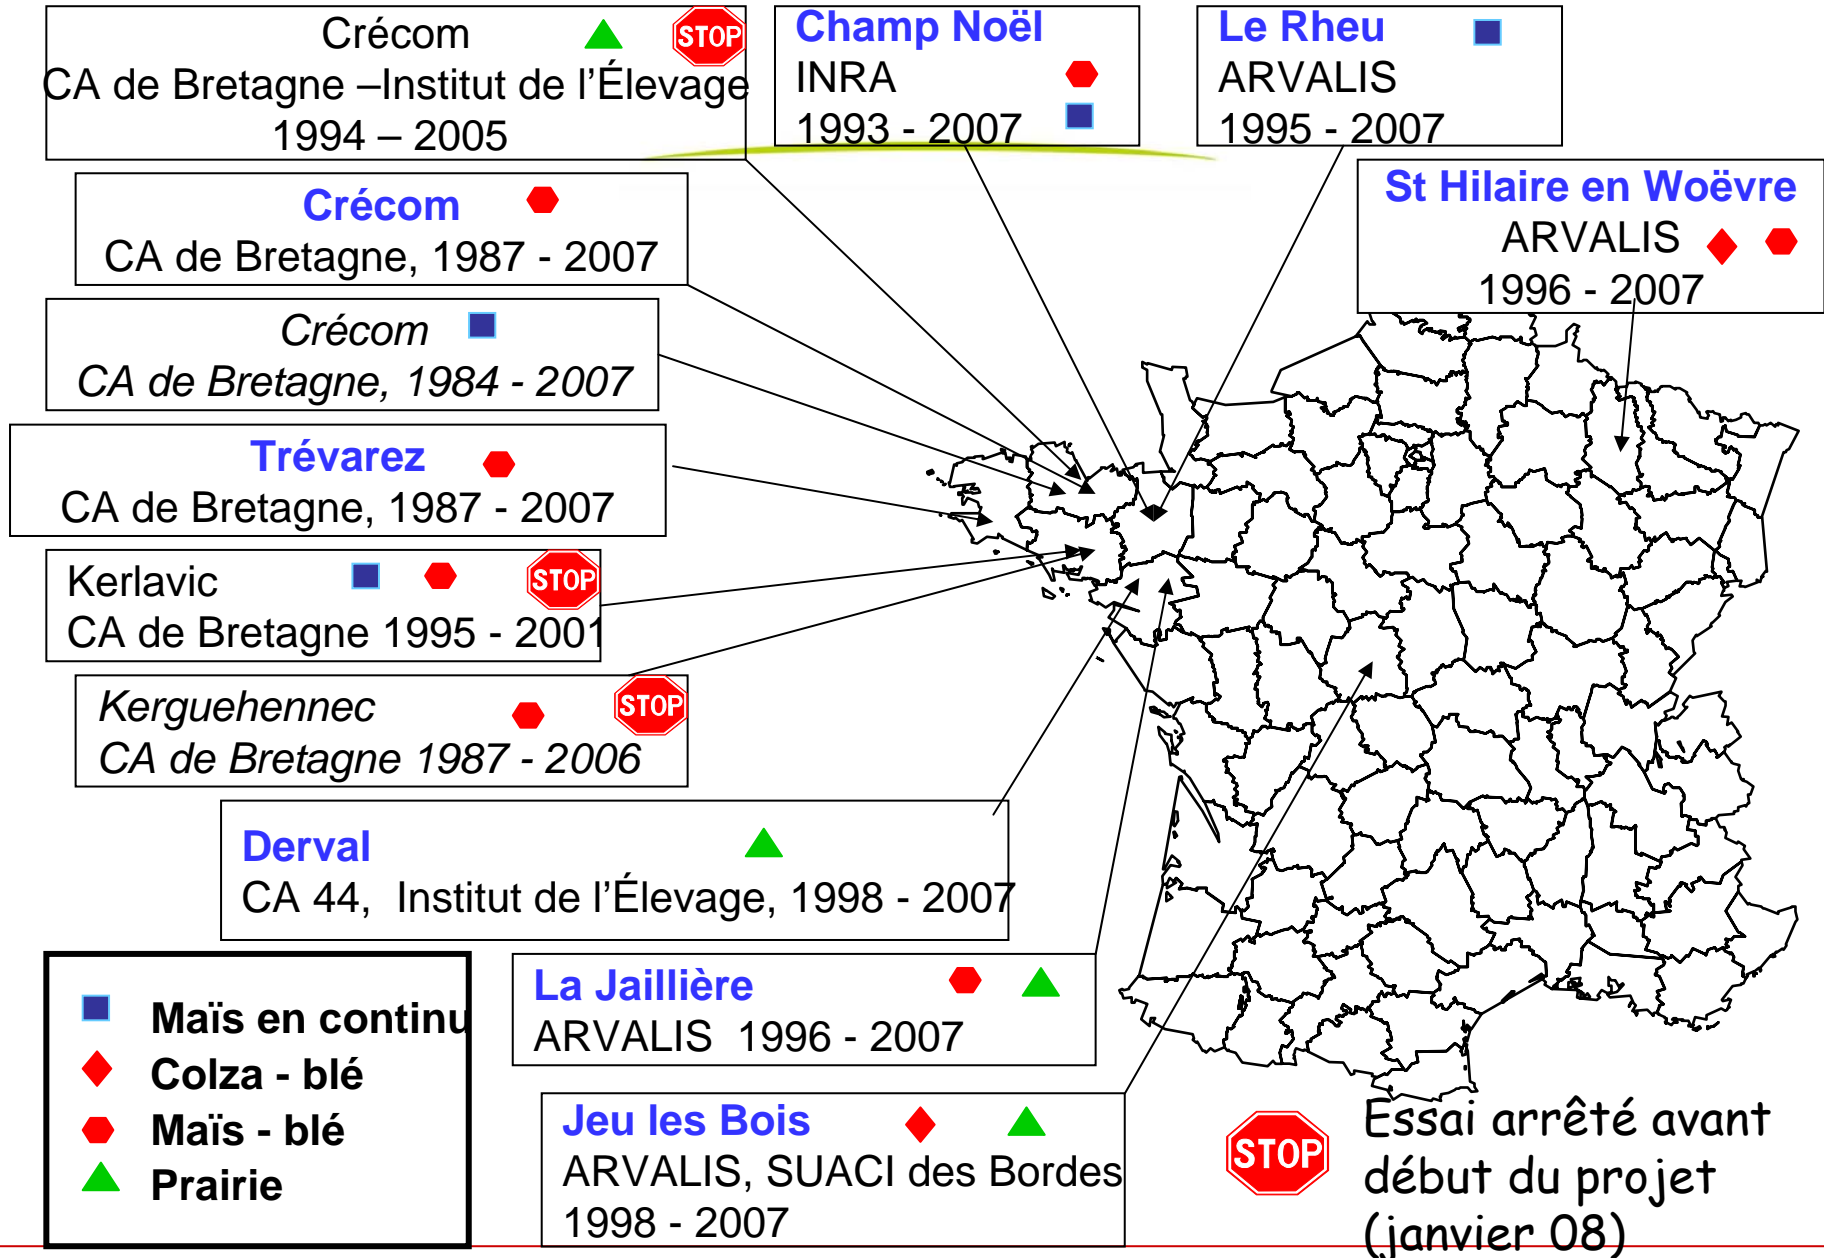 Crécom
STOP
CA de Bretagne –Institut de l'Élevage
1994 – 2005
Champ Noël
INRA
1993 - 2007
Le Rheu
ARVALIS
1995 - 2007
St Hilaire en Woëvre
ARVALIS
1996 - 2007
Crécom
CA de Bretagne, 1987 - 2007
Crécom
CA de Bretagne, 1984 - 2007
Trévarez
CA de Bretagne, 1987 - 2007
Kerlavic
STOP
CA de Bretagne 1995 - 2001
Kerguehennec
STOP
CA de Bretagne 1987 - 2006
Derval
CA 44, Institut de l'Élevage, 1998 - 2007
La Jaillière
ARVALIS 1996 - 2007
Jeu les Bois
ARVALIS, SUACI des Bordes
1998 - 2007
Maïs en continu
Colza - blé
Maïs - blé
Prairie
STOP
Essai arrêté avant
début du projet
(janvier 08)